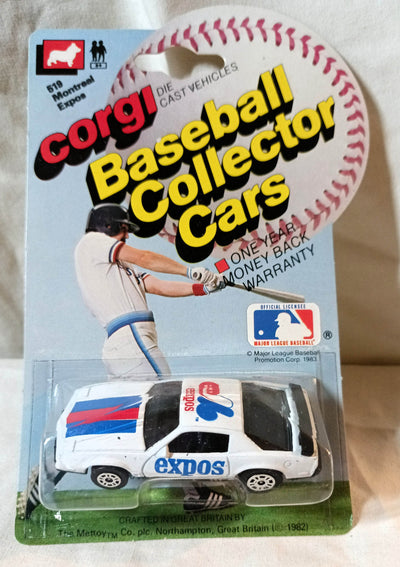 519
Montreal
Expos
corgi
DIE
CAST VEHICLES
Baseball
Collector
Cars
ONE YEAR
MONEY BACK
WARRANTY
OFFICIAL LICENSEE
MAJOR LEAGUE BASEBALL
®
© Major League Baseball
Promotion Corp. 1983
expos
expos
CRAFTED IN GREAT BRITAIN BY
The Mettoy TM Co. plc. Northampton, Great Britain (© 1982)